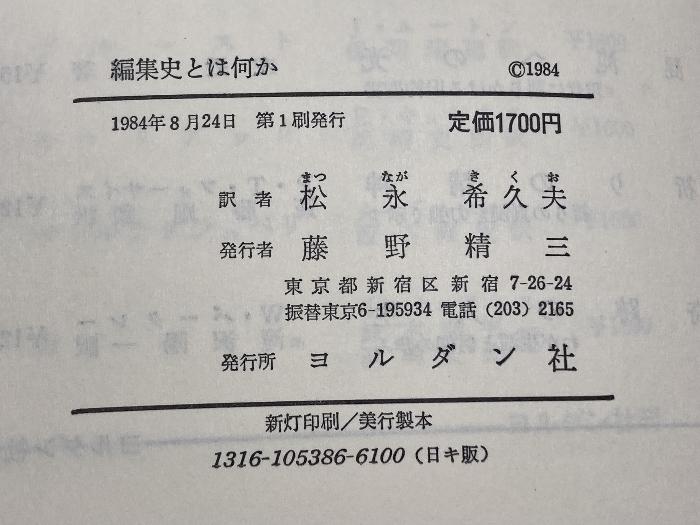 編集史とは何か ©1984
1984年8月24日 第1刷発行 定価1700円
まつ なが き く お
訳者 松永希久夫
発行者 藤野精三
東京都新宿区新宿7-26-24
振替東京6-195934 電話(203)2165
発行所 ヨルダン社
新灯印刷/美行製本
1316-105386-6100(日キ販)